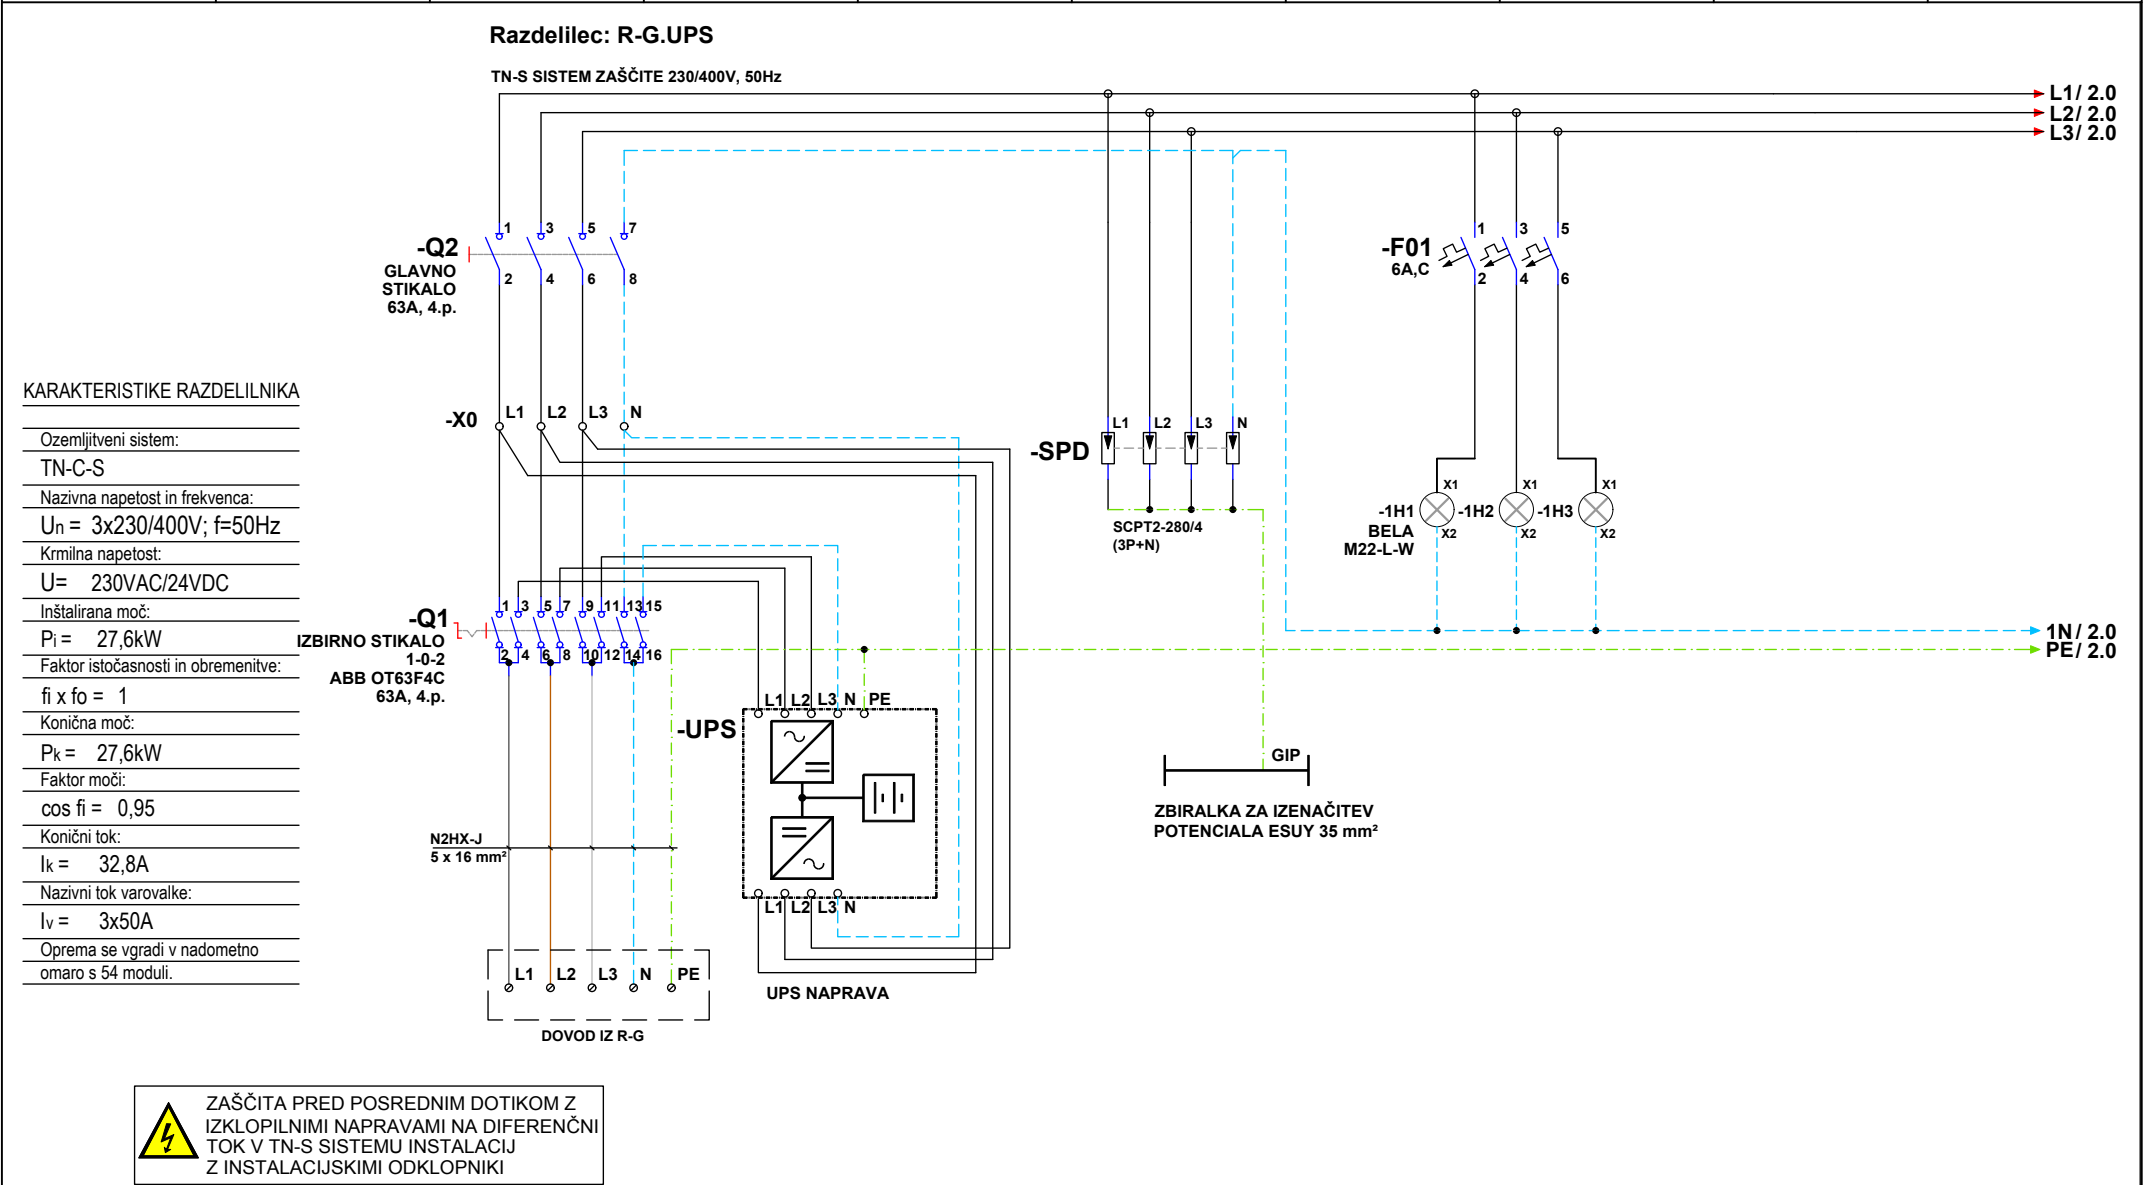 Razdelilec: R-G.UPS
TN-S SISTEM ZAŠČITE 230/400V, 50Hz
L1/ 2.0
L2/ 2.0
L3/ 2.0
-Q2
GLAVNO
STIKALO
63A, 4.p.
1 3 5 7
2 4 6 8
-F01
6A,C
1 3 5
2 4 6
KARAKTERISTIKE RAZDELILNIKA
Ozemljitveni sistem:
TN-C-S
Nazivna napetost in frekvenca:
Un = 3x230/400V; f=50Hz
Krmilna napetost:
U= 230VAC/24VDC
Inštalirana moč:
Pi = 27,6kW
Faktor istočasnosti in obremenitve:
fi x fo = 1
Konična moč:
Pk = 27,6kW
Faktor moči:
cos fi = 0,95
Konični tok:
Ik = 32,8A
Nazivni tok varovalke:
Iv = 3x50A
Oprema se vgradi v nadometno
omaro s 54 moduli.
-X0 L1 L2 L3 N
-SPD
L1 L2 L3 N
SCPT2-280/4
(3P+N)
-1H1 X1 -1H2 X1 -1H3 X1
BELA
M22-L-W
X2 X2 X2
-Q1
IZBIRNO STIKALO
1-0-2
ABB OT63F4C
63A, 4.p.
1 3 5 7 9 11 13 15
2 4 6 8 10 12 14 16
1N/ 2.0
PE/ 2.0
-UPS
L1 L2 L3 N PE
L1 L2 L3 N
UPS NAPRAVA
GIP
ZBIRALKA ZA IZENAČITEV
POTENCIALA ESUY 35 mm²
N2HX-J
5 x 16 mm²
L1 L2 L3 N PE
DOVOD IZ R-G
ZAŠČITA PRED POSREDNIM DOTIKOM Z
IZKLOPILNIMI NAPRAVAMI NA DIFERENČNI
TOK V TN-S SISTEMU INSTALACIJ
Z INSTALACIJSKIMI ODKLOPNIKI